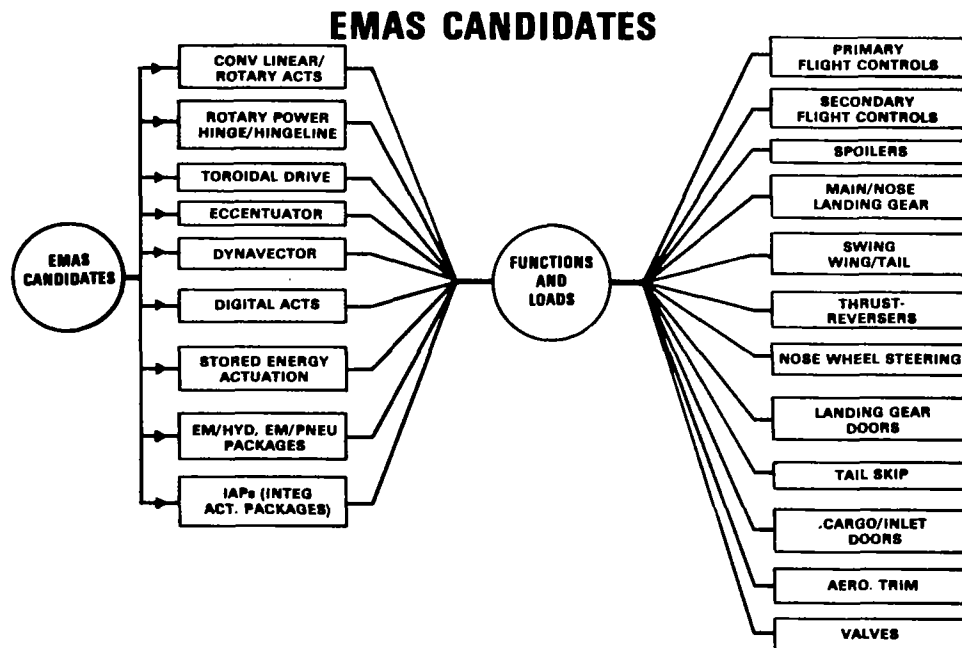 EMAS CANDIDATES
EMAS
CANDIDATES
CONV LINEAR/
ROTARY ACTS
ROTARY POWER
HINGE/HINGELINE
TOROIDAL DRIVE
ECCENTUATOR
DYNAVECTOR
DIGITAL ACTS
STORED ENERGY
ACTUATION
EM/HYD, EM/PNEU
PACKAGES
IAPs (INTEG
ACT. PACKAGES)
FUNCTIONS
AND
LOADS
PRIMARY
FLIGHT CONTROLS
SECONDARY
FLIGHT CONTROLS
SPOILERS
MAIN/NOSE
LANDING GEAR
SWING
WING/TAIL
THRUST-
REVERSERS
NOSE WHEEL STEERING
LANDING GEAR
DOORS
TAIL SKIP
.CARGO/INLET
DOORS
AERO. TRIM
VALVES